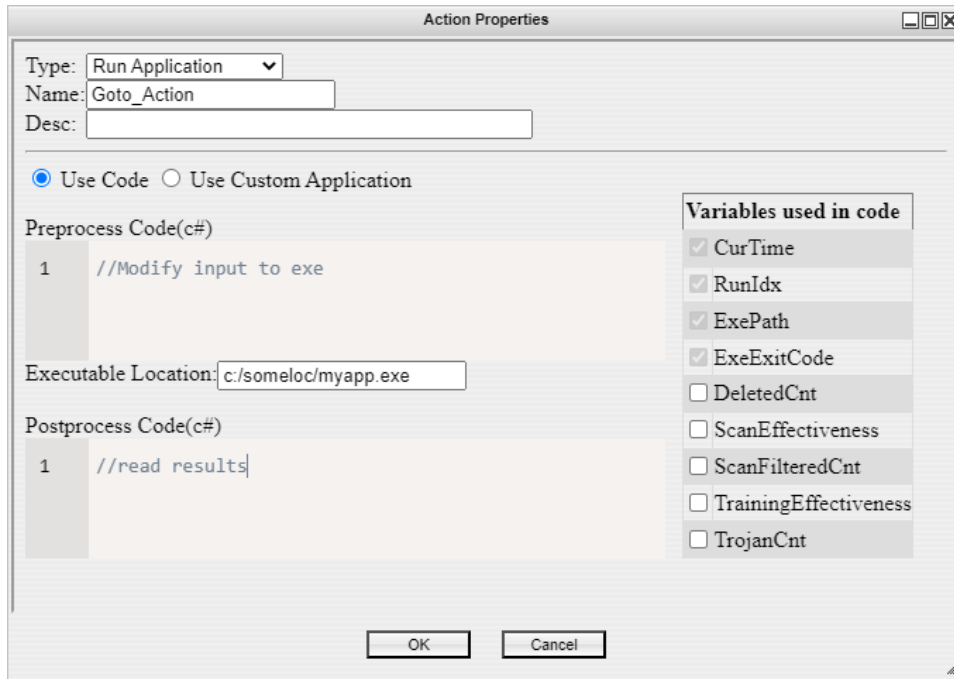 Action Properties
Type: Run Application
Name: Goto_Action
Desc:
Use Code Use Custom Application
Preprocess Code(c#)
1 //Modify input to exe
Executable Location: c:/someloc/myapp.exe
Postprocess Code(c#)
1 //read results
Variables used in code
CurTime
RunIdx
ExePath
ExeExitCode
DeletedCnt
ScanEffectiveness
ScanFilteredCnt
TrainingEffectiveness
TrojanCnt
OK Cancel